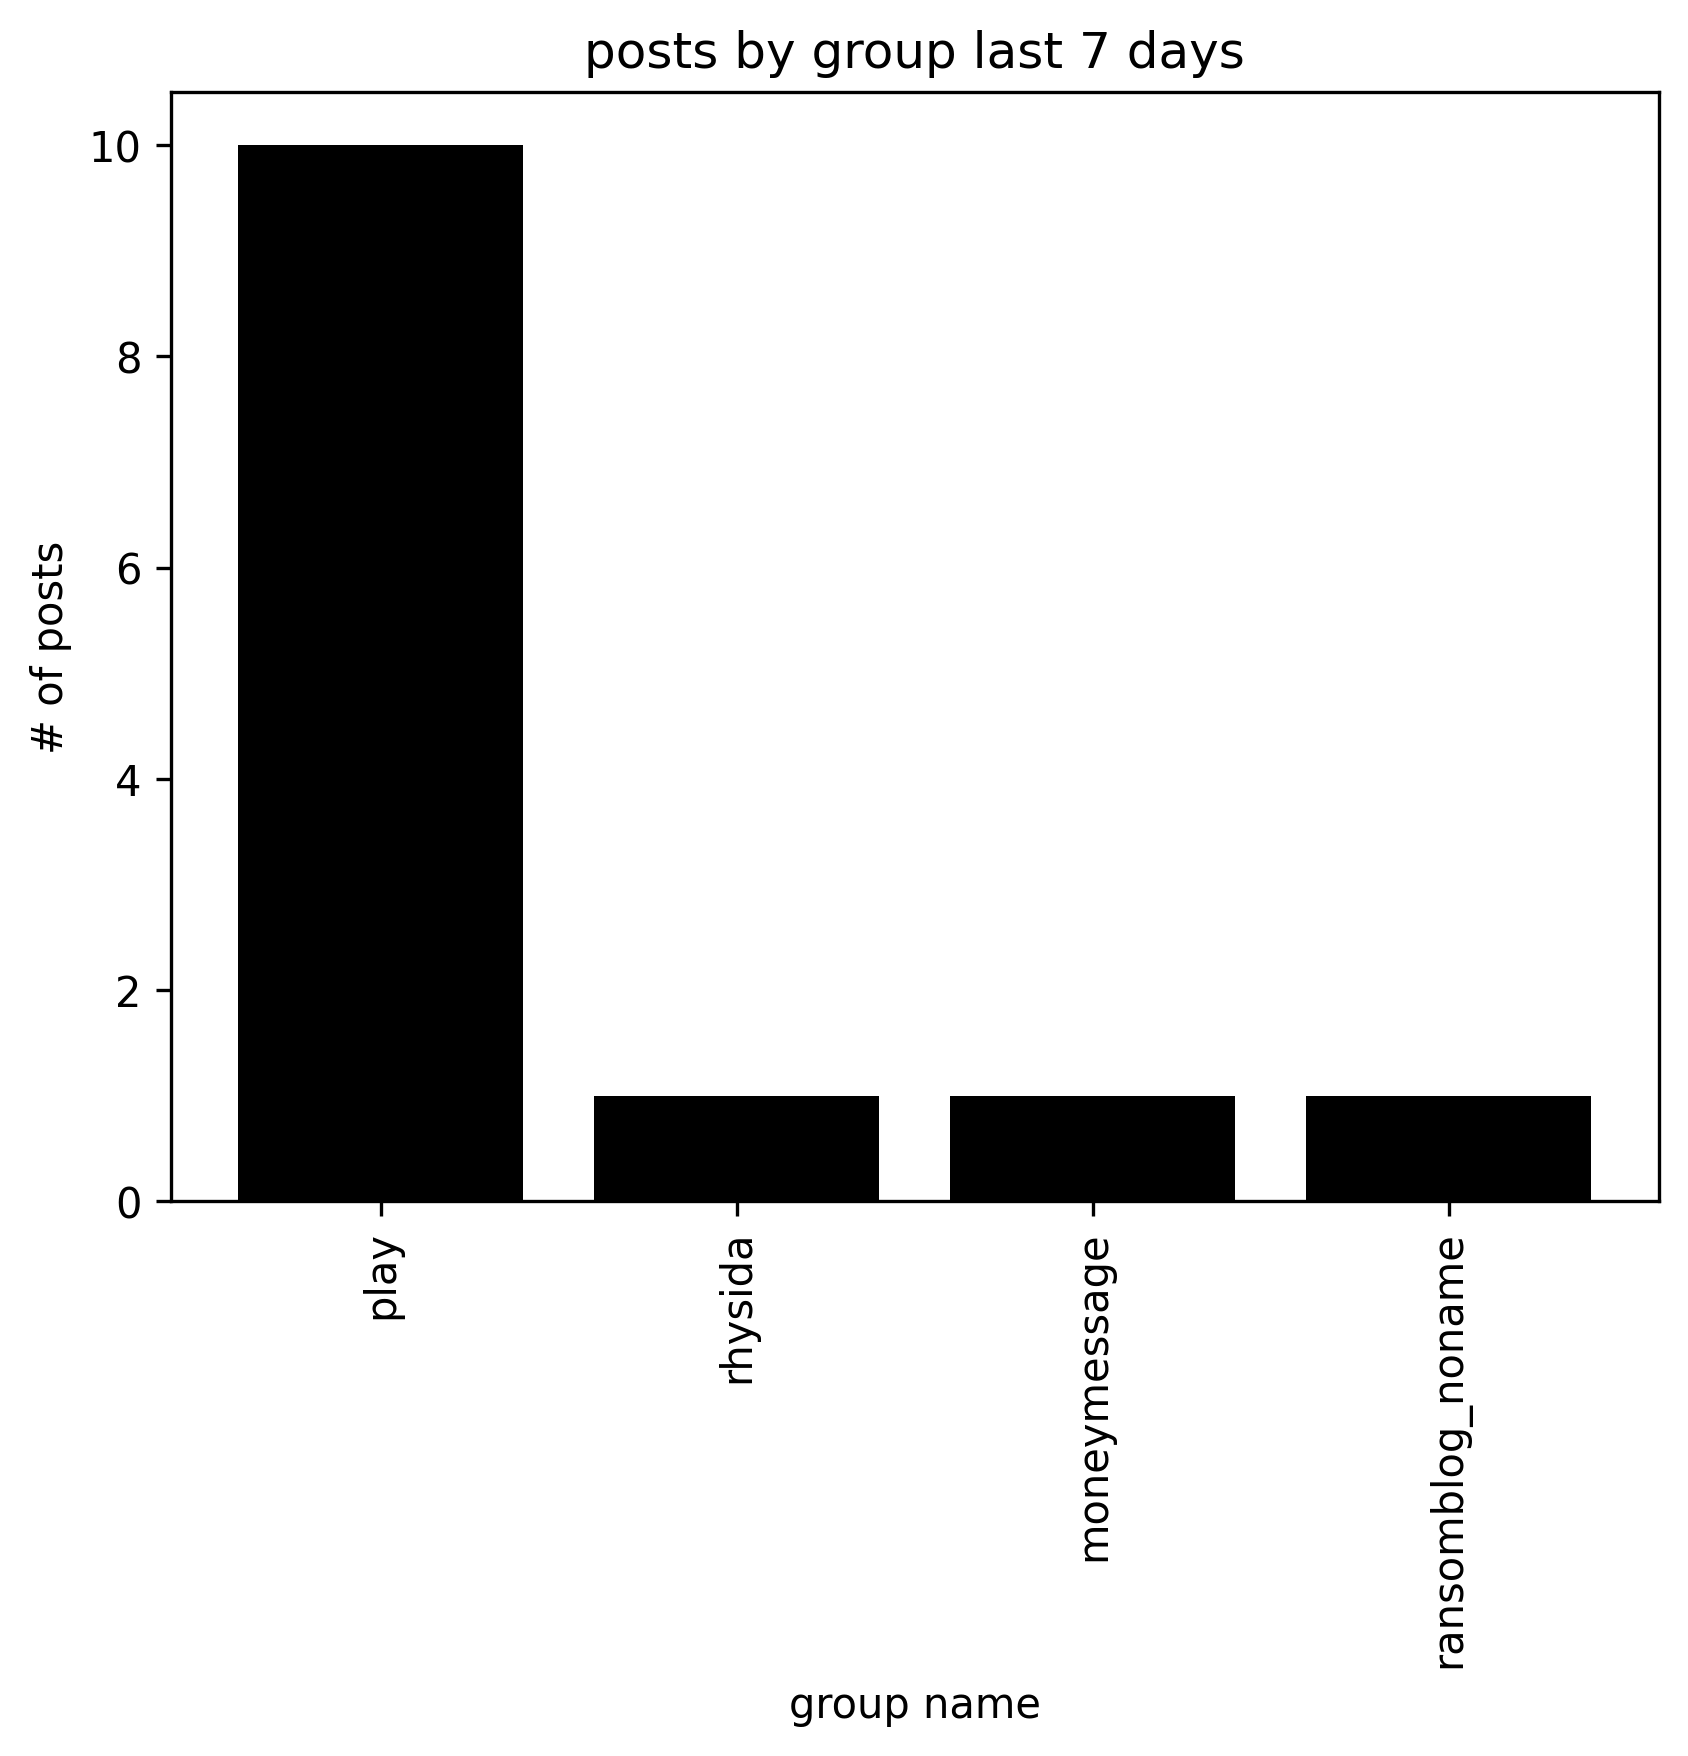 posts by group last 7 days
10
8
6
4
2
0
# of posts
play
rhysida
moneymessage
ransomblog_noname
group name